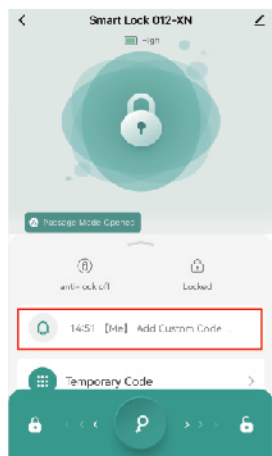 Smart Lock 012-XN
High
Passage Mode Opened
anti-lock off
Locked
14:51 【Me】 Add Custom Code ...
Temporary Code